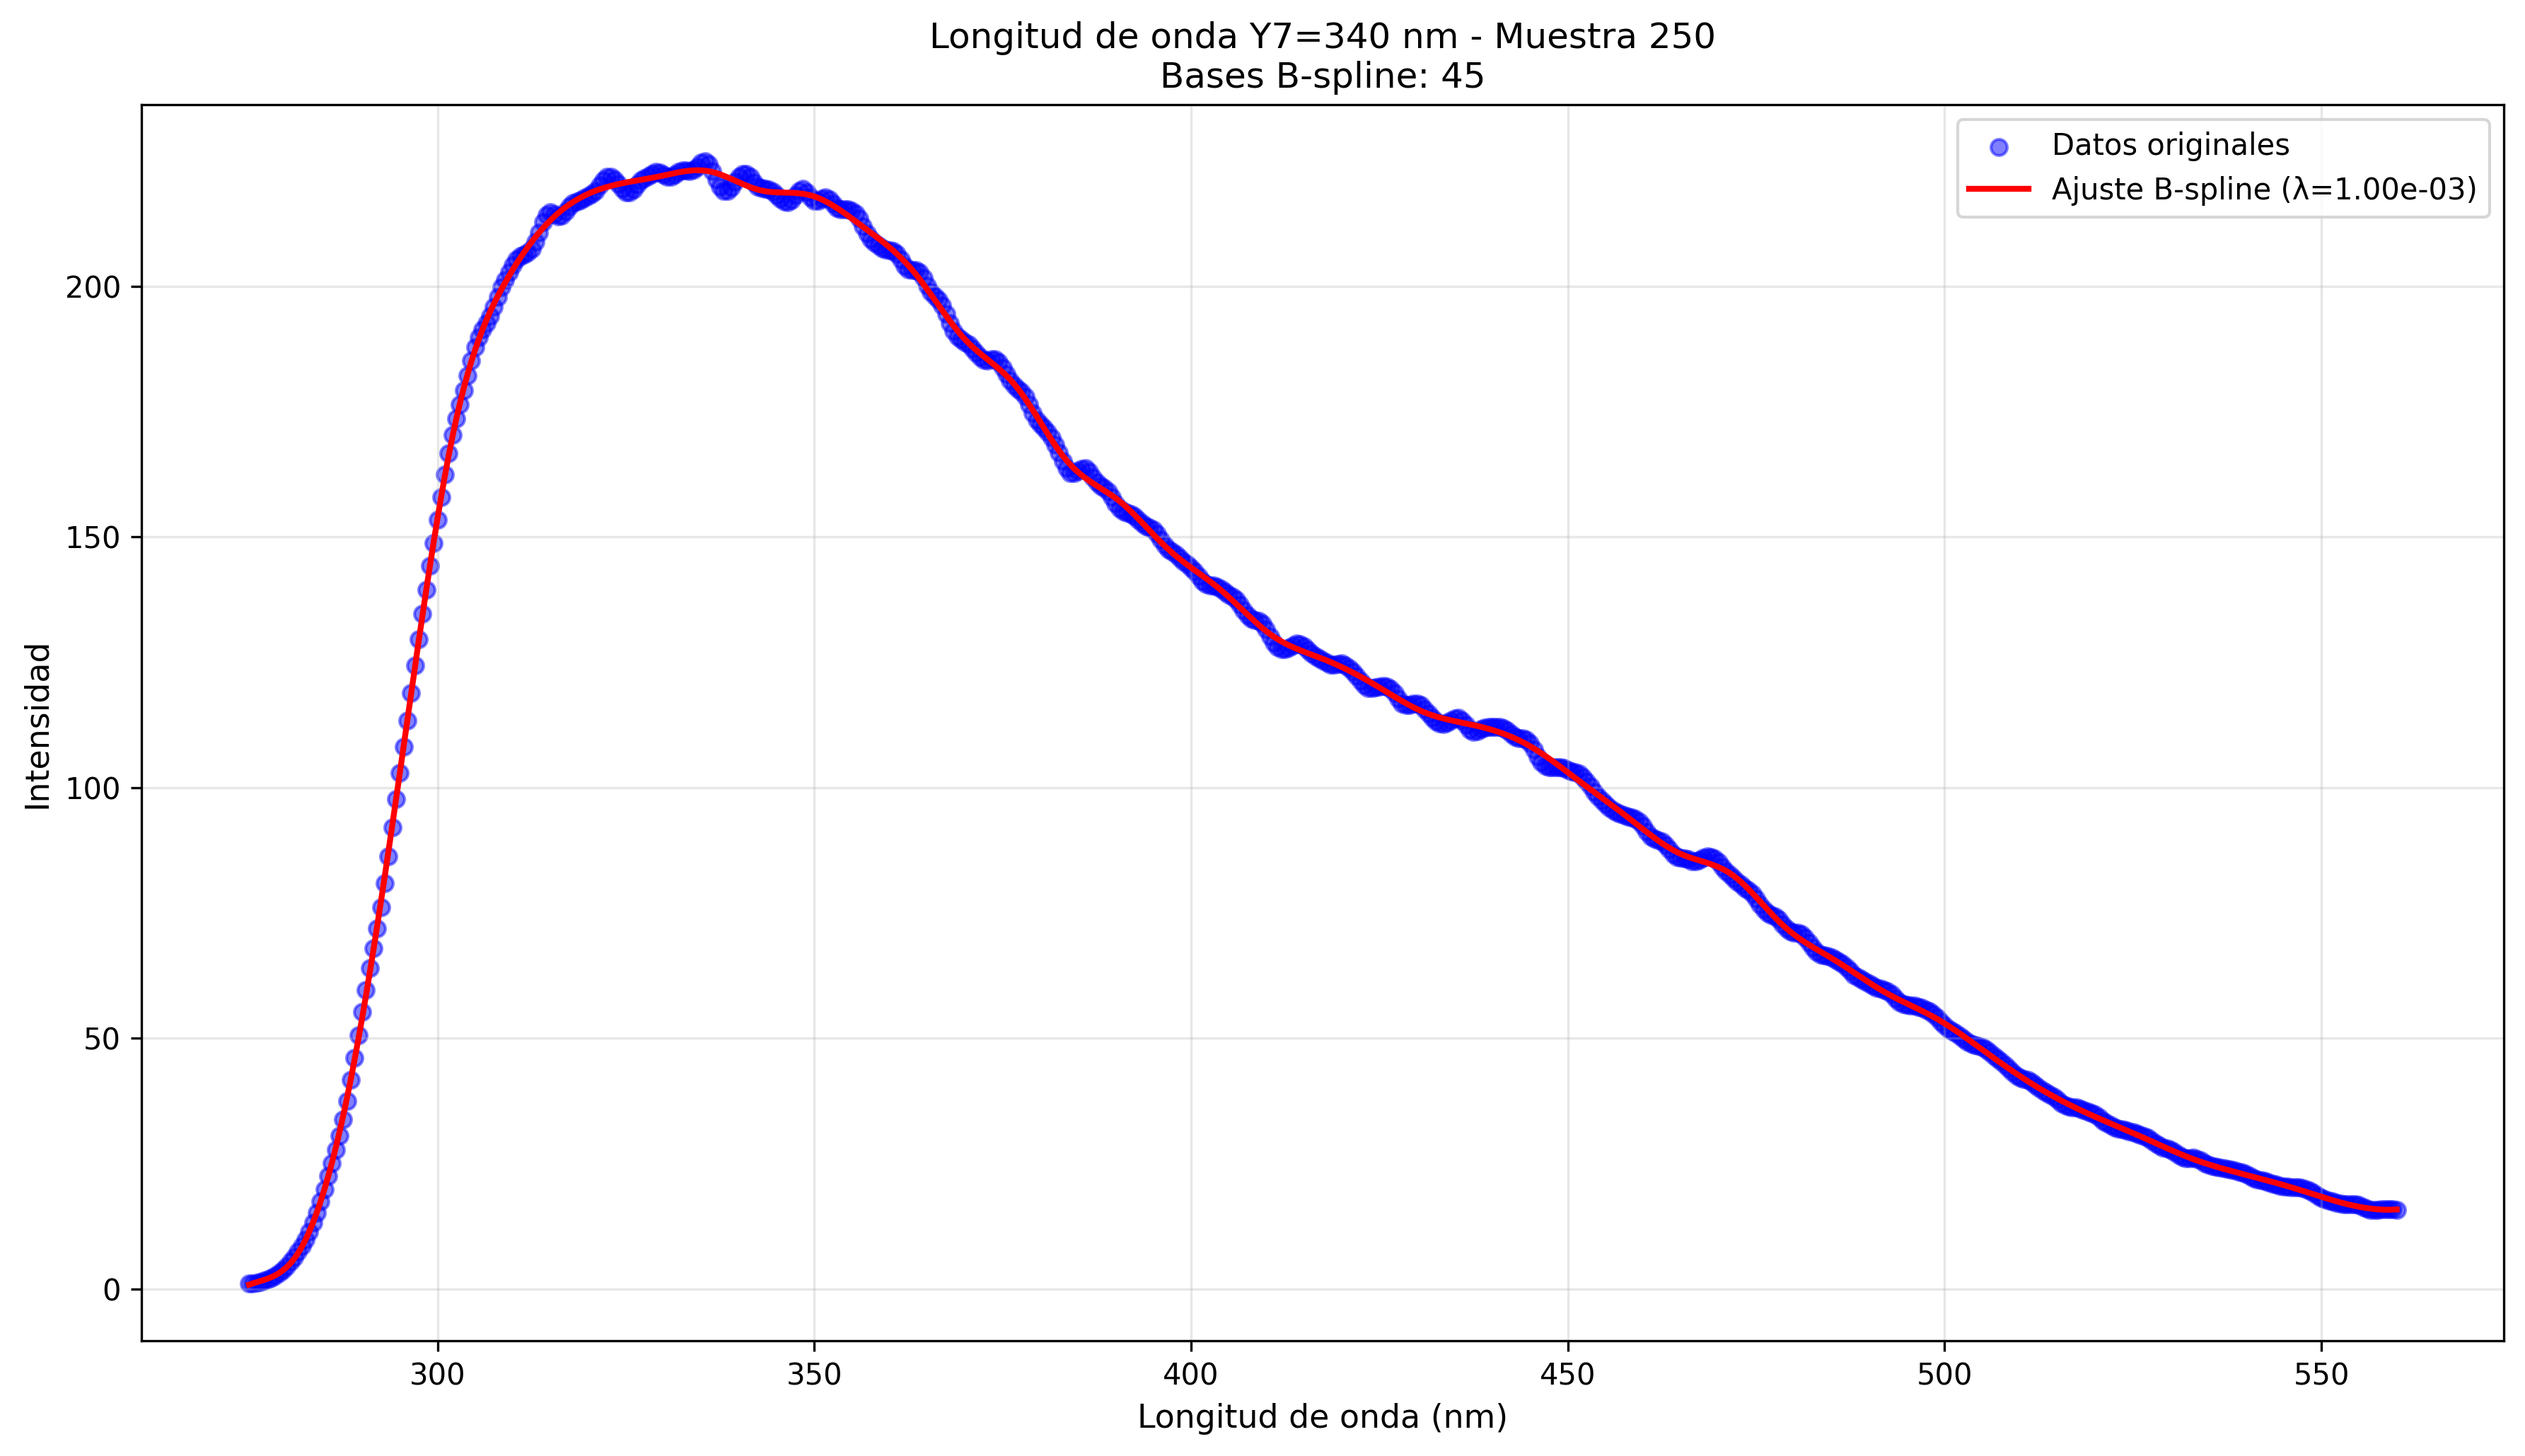 Longitud de onda Y7=340 nm - Muestra 250
Bases B-spline: 45
Datos originales
Ajuste B-spline (λ=1.00e-03)
Intensidad
200
150
100
50
0
300
350
400
450
500
550
Longitud de onda (nm)